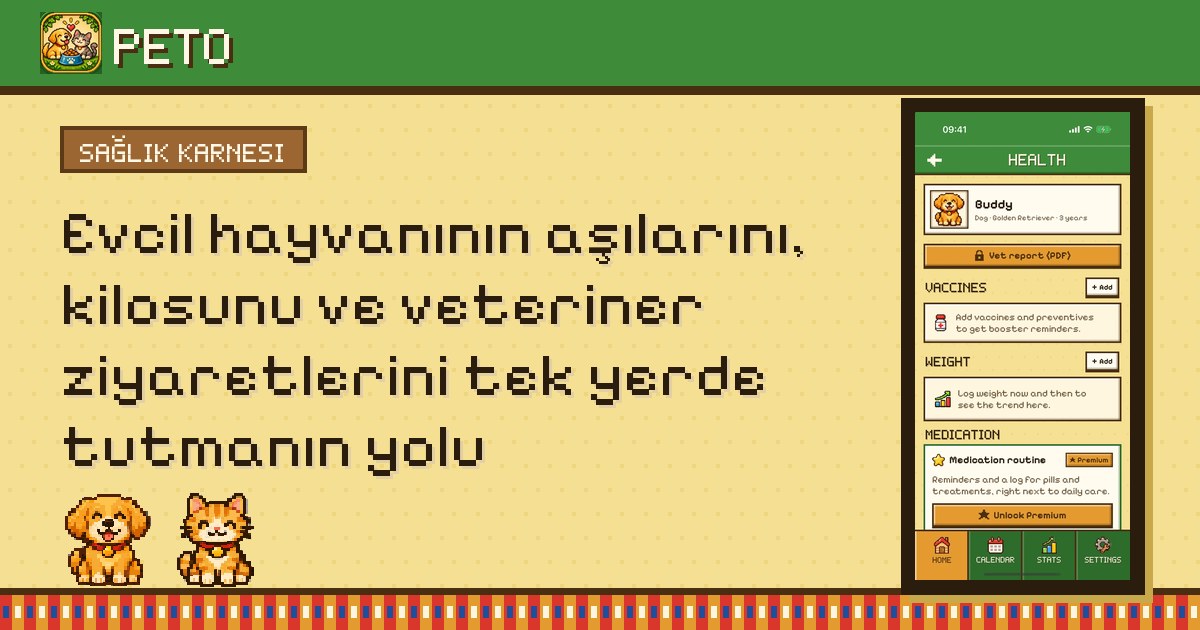 PETO
SAĞLIK KARNESI
Evcil hayvanının aşılarını,
kilosunu ve veteriner
ziyaretlerini tek yerde
tutmanın yolu
09:41
HEALTH
Buddy
Dog · Golden Retriever · 3 years
Vet report (PDF)
VACCINES
+ Add
Add vaccines and preventives
to get booster reminders.
WEIGHT
+ Add
Log weight now and then to
see the trend here.
MEDICATION
Medication routine
Premium
Reminders and a log for pills and
treatments, right next to daily care.
Unlock Premium
HOME
CALENDAR
STATS
SETTINGS